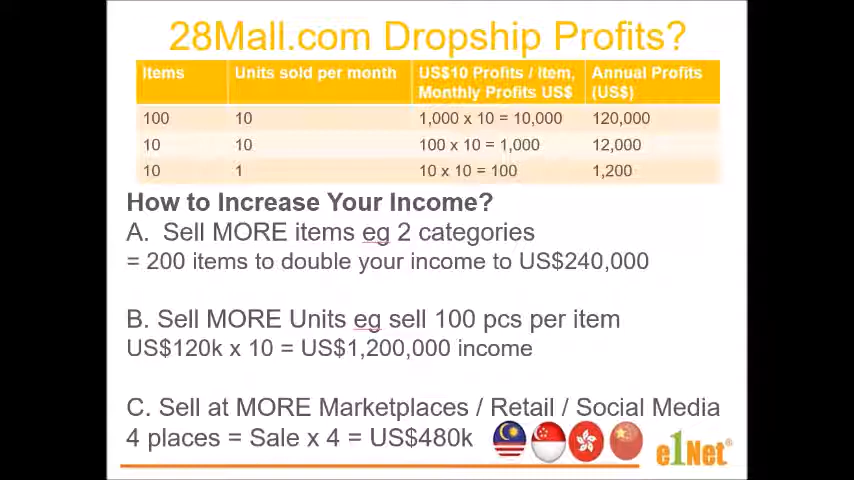 28Mall.com Dropship Profits?
Items Units sold per month US$10 Profits / Item, Monthly Profits US$ Annual Profits (US$)
100 10 1,000 x 10 = 10,000 120,000
10 10 100 x 10 = 1,000 12,000
10 1 10 x 10 = 100 1,200
How to Increase Your Income?
A. Sell MORE items eg 2 categories
= 200 items to double your income to US$240,000
B. Sell MORE Units eg sell 100 pcs per item
US$120k x 10 = US$1,200,000 income
C. Sell at MORE Marketplaces / Retail / Social Media
4 places = Sale x 4 = US$480k
e1Net®